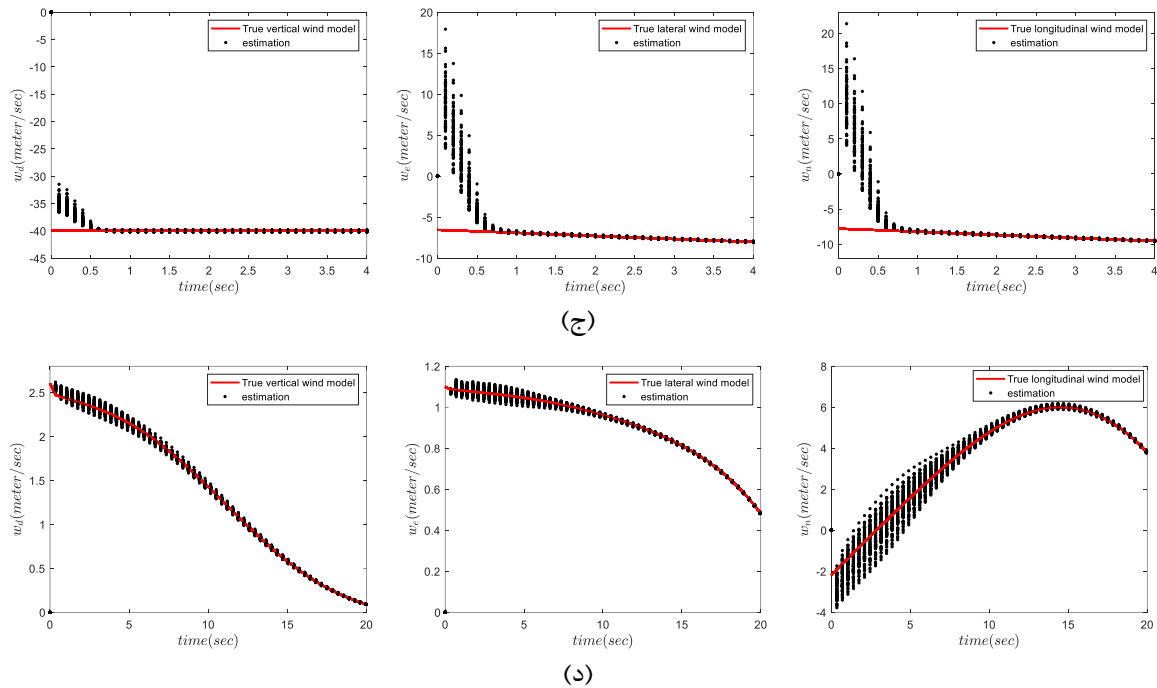 True vertical wind model
estimation
w_d(meter/sec)
0
-5
-10
-15
-20
-25
-30
-35
-40
-45
0 0.5 1 1.5 2 2.5 3 3.5 4
time(sec)
True lateral wind model
estimation
w_e(meter/sec)
20
15
10
5
0
-5
-10
0 0.5 1 1.5 2 2.5 3 3.5 4
time(sec)
True longitudinal wind model
estimation
w_n(meter/sec)
20
15
10
5
0
-5
-10
0 0.5 1 1.5 2 2.5 3 3.5 4
time(sec)
(ج)
True vertical wind model
estimation
w_d(meter/sec)
2.5
2
1.5
1
0.5
0
0 5 10 15 20
time(sec)
True lateral wind model
estimation
w_e(meter/sec)
1.2
1
0.8
0.6
0.4
0.2
0
0 5 10 15 20
time(sec)
True longitudinal wind model
estimation
w_n(meter/sec)
8
6
4
2
0
-2
-4
0 5 10 15 20
time(sec)
(د)